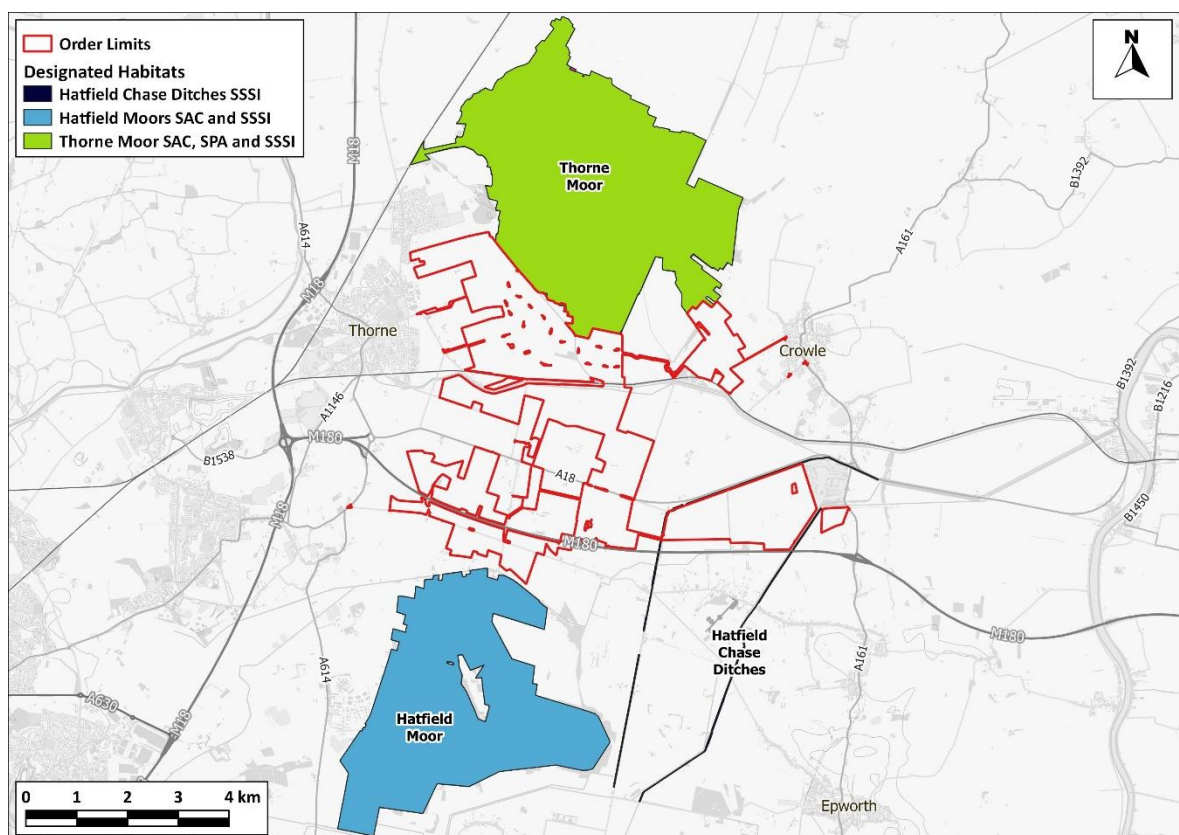 Order Limits
Designated Habitats
Hatfield Chase Ditches SSSI
Hatfield Moors SAC and SSSI
Thorne Moor SAC, SPA and SSSI
N
M18
A614
M18
Thorne
Moor
B1392
A161
Thorne
Crowle
B1392
B1216
A1146
M180
B1538
A18
M18
B1450
M180
Hatfield
Chase
Ditches
M180
A614
A161
A630
M18
Hatfield
Moor
Epworth
0 1 2 3 4 km